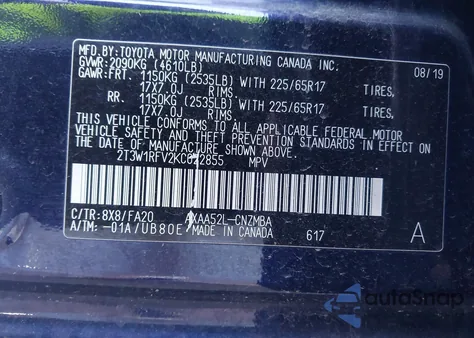 MFD.BY: TOYOTA MOTOR MANUFACTURING CANADA INC.
GVWR: 2090KG (4610LB) 08/19
GAWR: FRT. 1150KG (2535LB) WITH 225/65R17 TIRES,
17X7.0J RIMS.
RR. 1150KG (2535LB) WITH 225/65R17 TIRES,
17X7.0J RIMS.
THIS VEHICLE CONFORMS TO ALL APPLICABLE FEDERAL MOTOR
VEHICLE SAFETY AND THEFT PREVENTION STANDARDS IN EFFECT
ON THE DATE OF MANUFACTURE SHOWN ABOVE.
MPV
C/TR: 8X8/FA20 AXAA52L-CNZMBA
A/TM: -01A/UB80E MADE IN CANADA 617 A
autoSnap